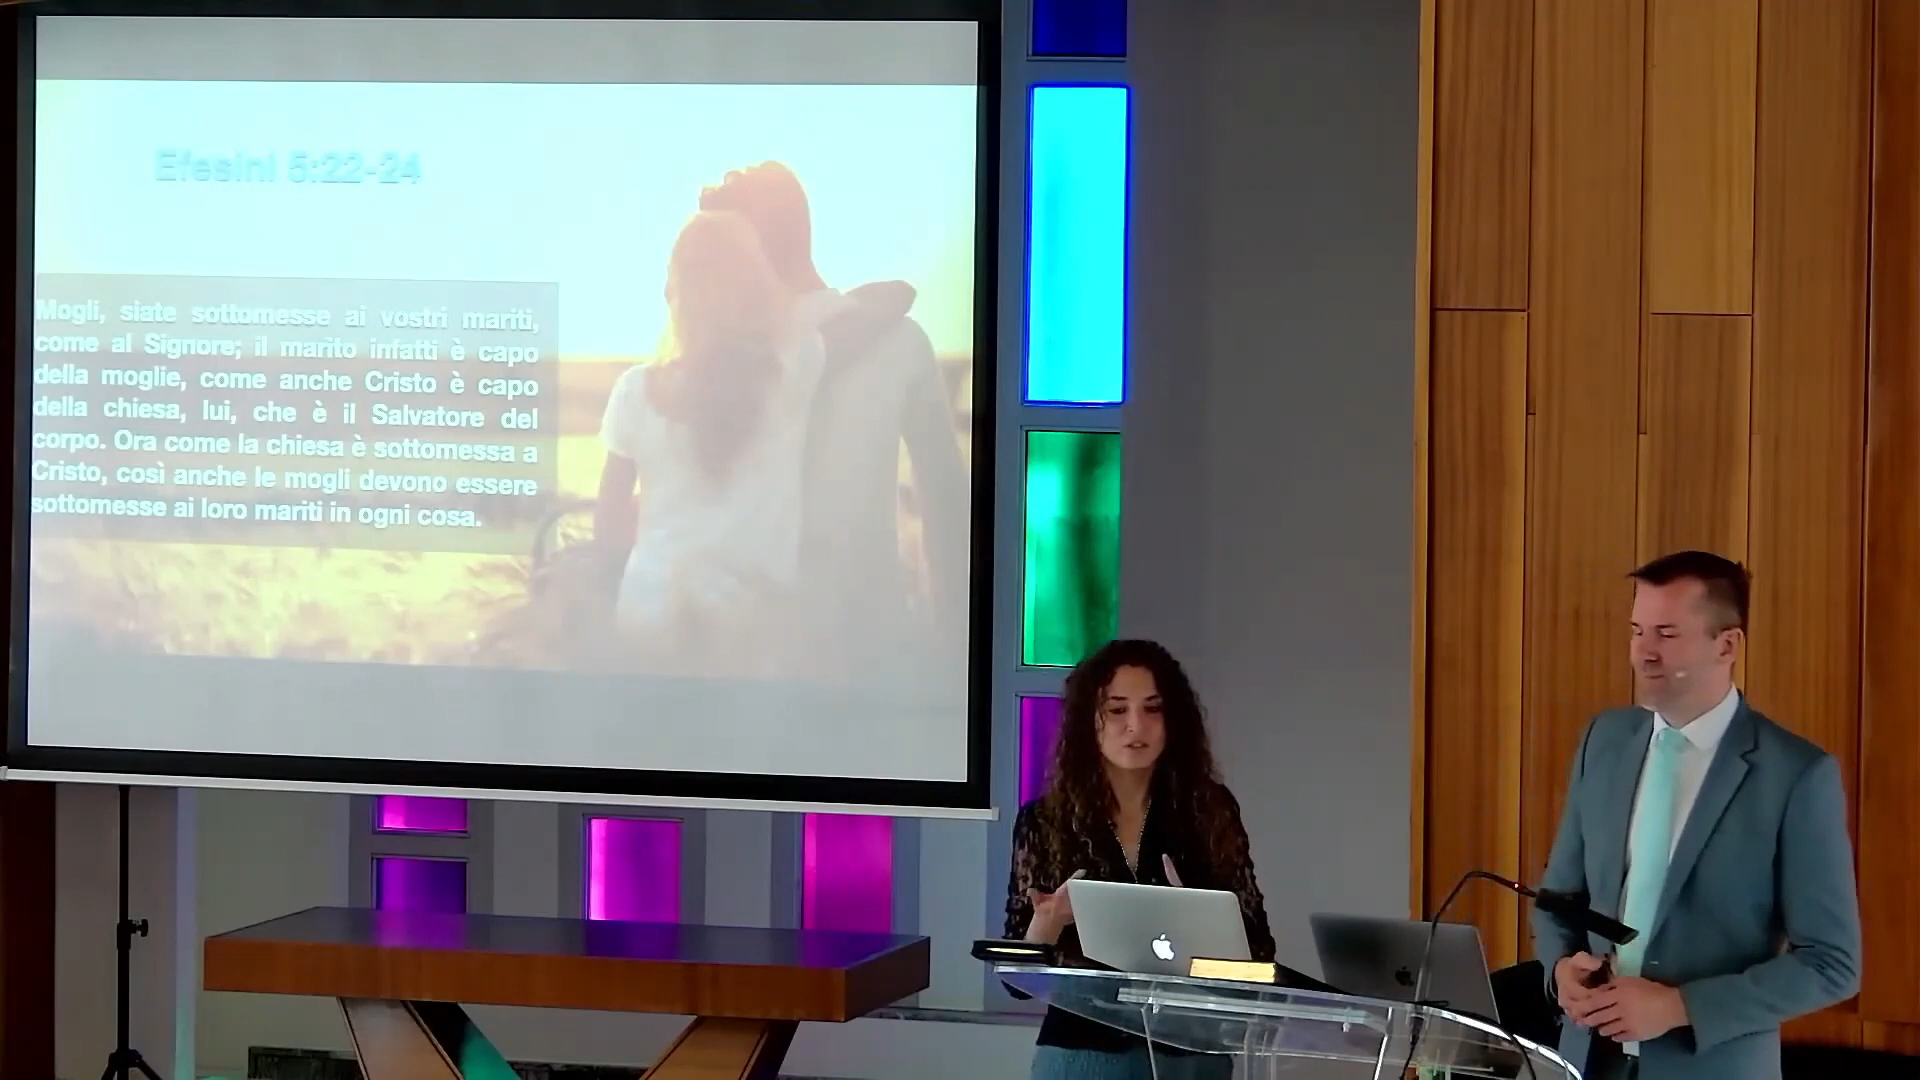 Efesini 5:22-24
Mogli, siate sottomesse ai vostri mariti,
come al Signore; il marito infatti è capo
della moglie, come anche Cristo è capo
della chiesa, lui, che è il Salvatore del
corpo. Ora come la chiesa è sottomessa a
Cristo, così anche le mogli devono essere
sottomesse ai loro mariti in ogni cosa.